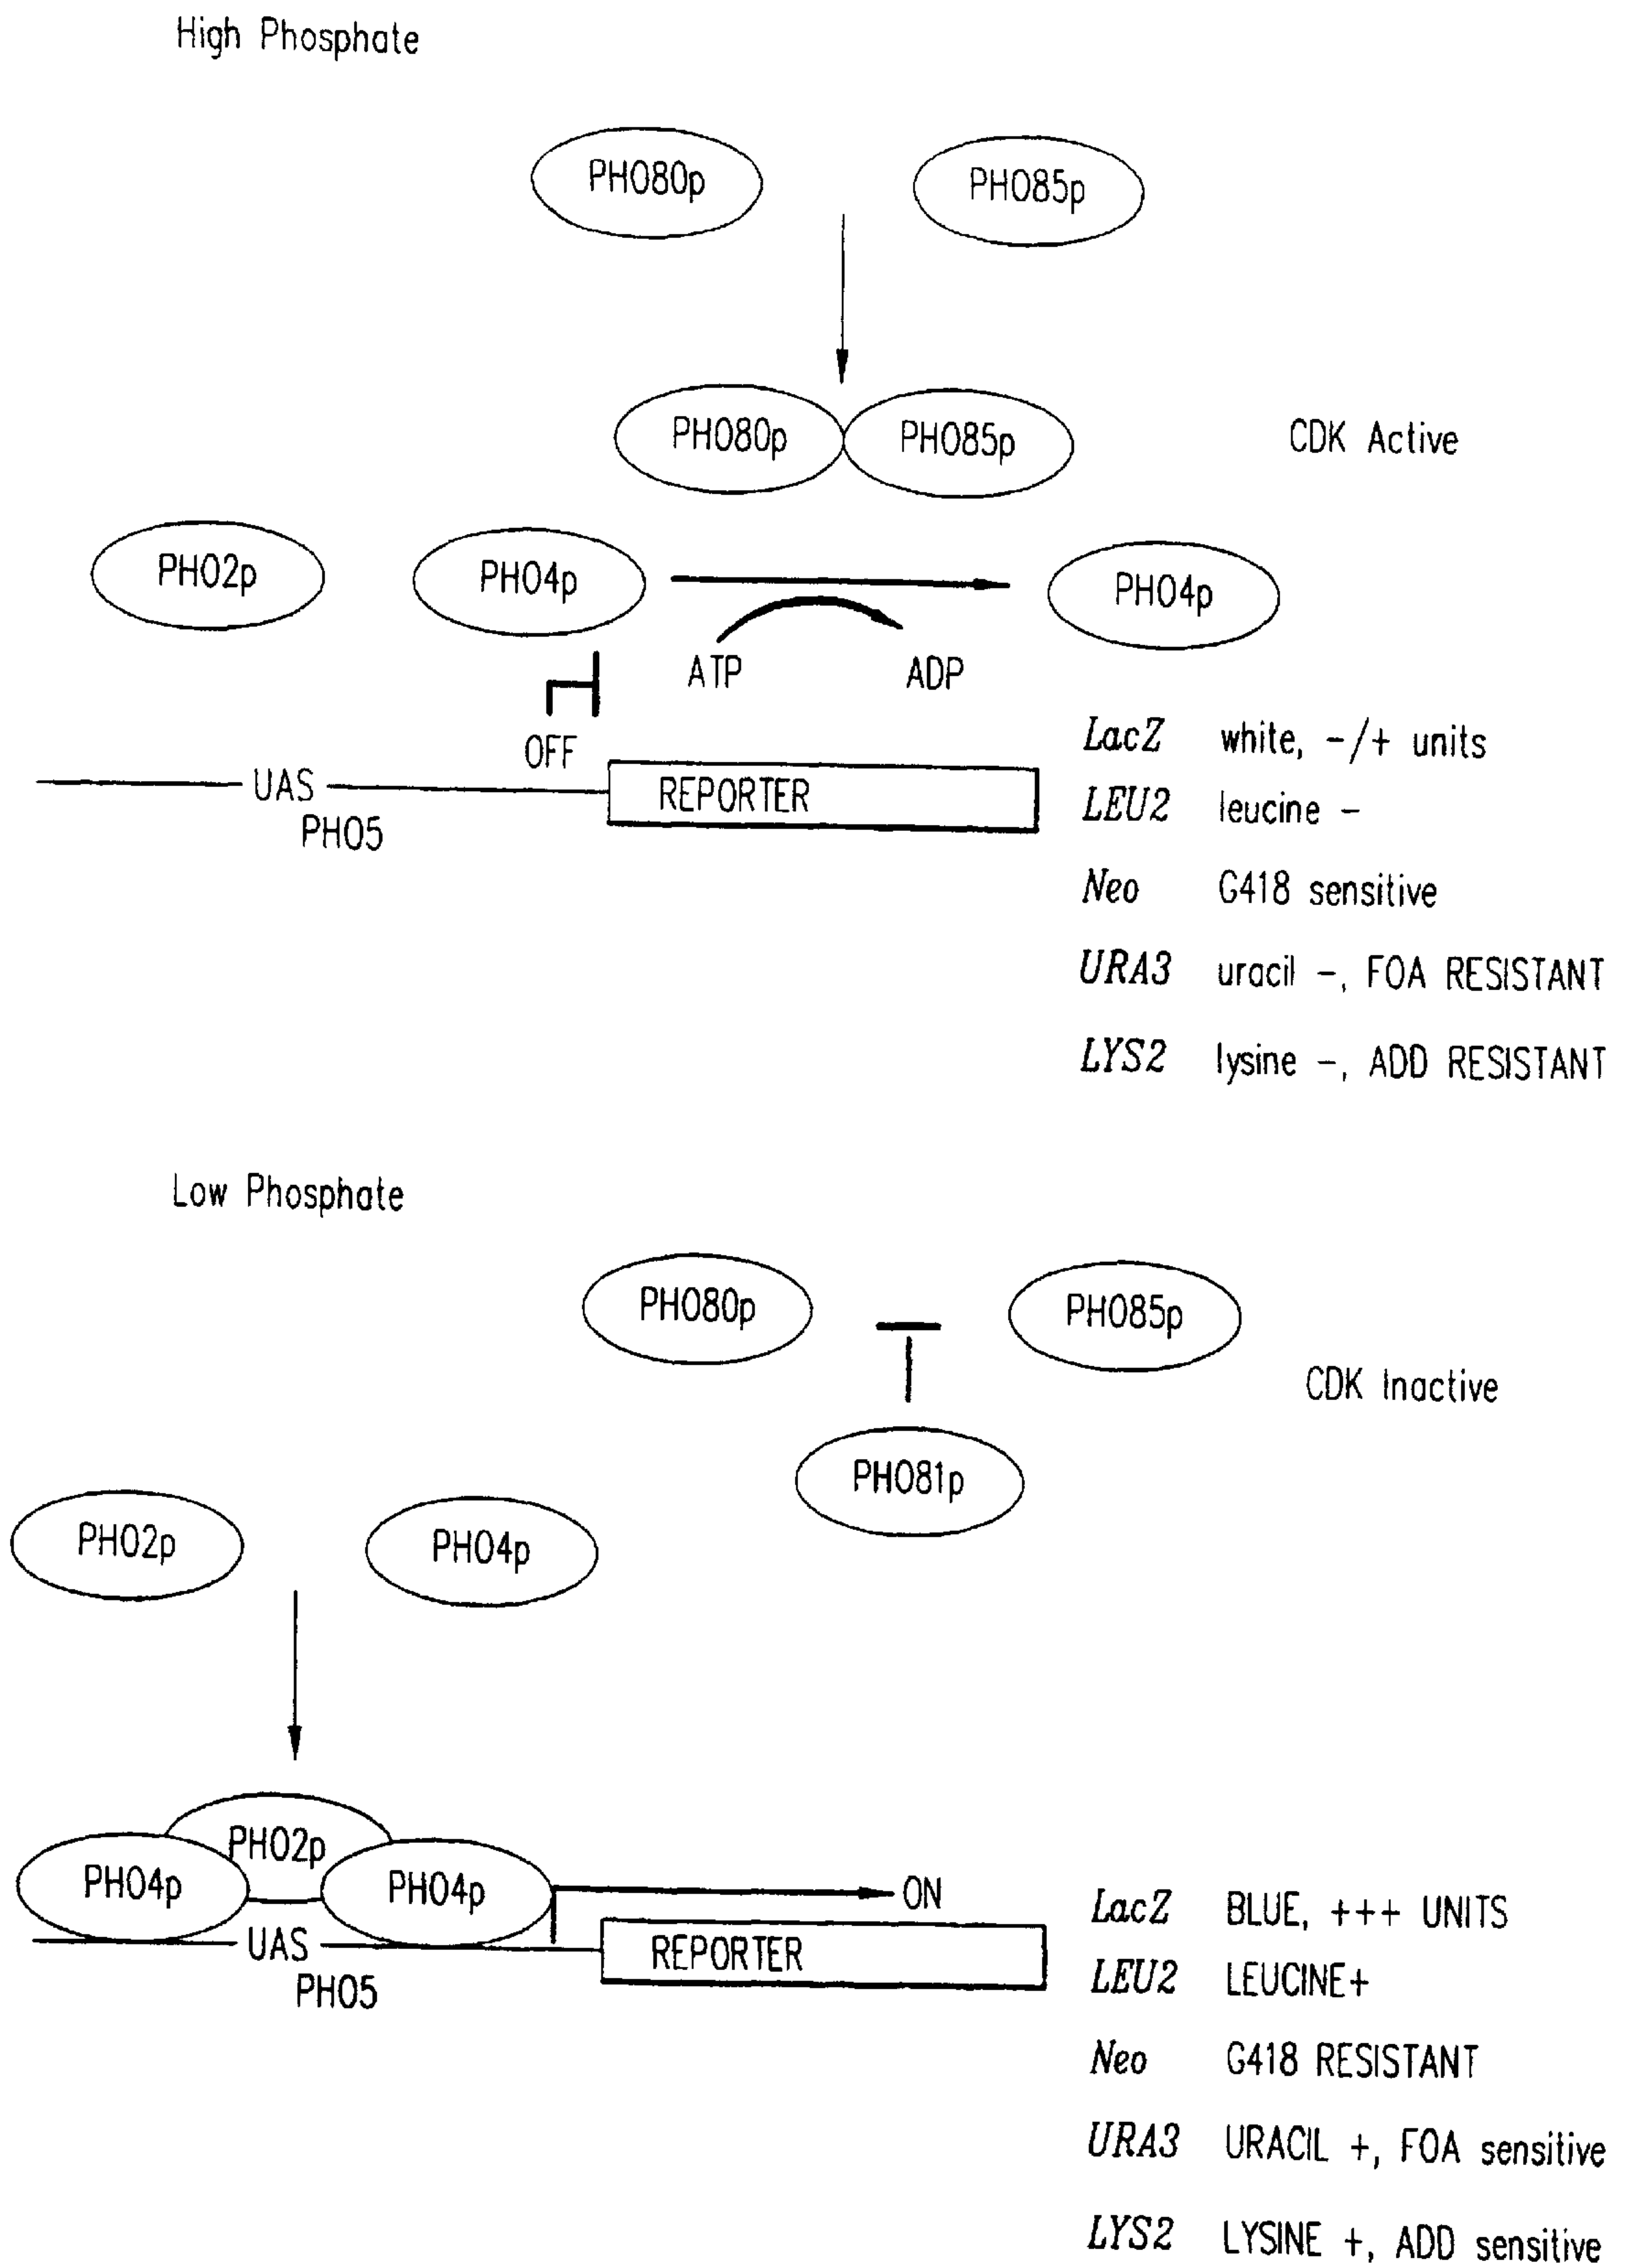 High Phosphate
PHO80p PHO85p
PHO80p PHO85p CDK Active
PHO2p PHO4p PHO4p
ATP ADP
OFF
UAS REPORTER
PHO5
LacZ white, -/+ units
LEU2 leucine -
Neo G418 sensitive
URA3 uracil -, FOA RESISTANT
LYS2 lysine -, ADD RESISTANT
Low Phosphate
PHO80p PHO85p
CDK Inactive
PHO81p
PHO2p PHO4p
PHO2p
PHO4p PHO4p ON
UAS REPORTER
PHO5
LacZ BLUE, +++ UNITS
LEU2 LEUCINE+
Neo G418 RESISTANT
URA3 URACIL +, FOA sensitive
LYS2 LYSINE +, ADD sensitive